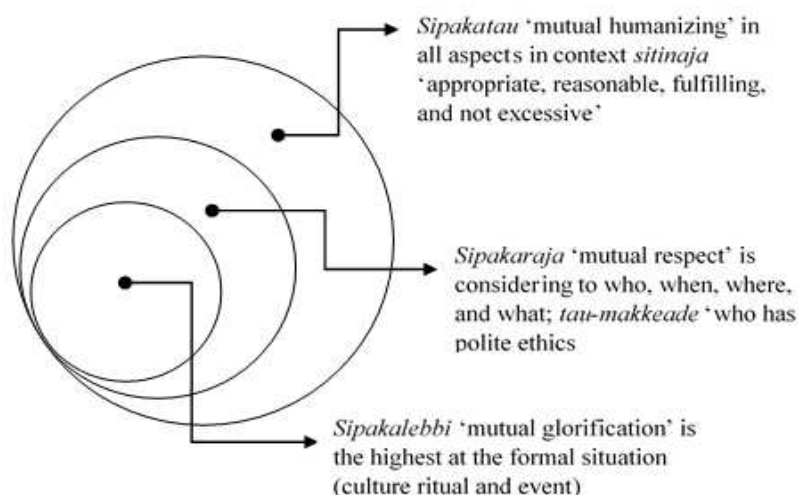 Sipakatau ‘mutual humanizing’ in
all aspects in context sitinaja
‘appropriate, reasonable, fulfilling,
and not excessive‘
Sipakaraja ‘mutual respect’ is
considering to who, when, where,
and what; tau-makkeade ‘who has
polite ethics
Sipakalebbi ‘mutual glorification’ is
the highest at the formal situation
(culture ritual and event)